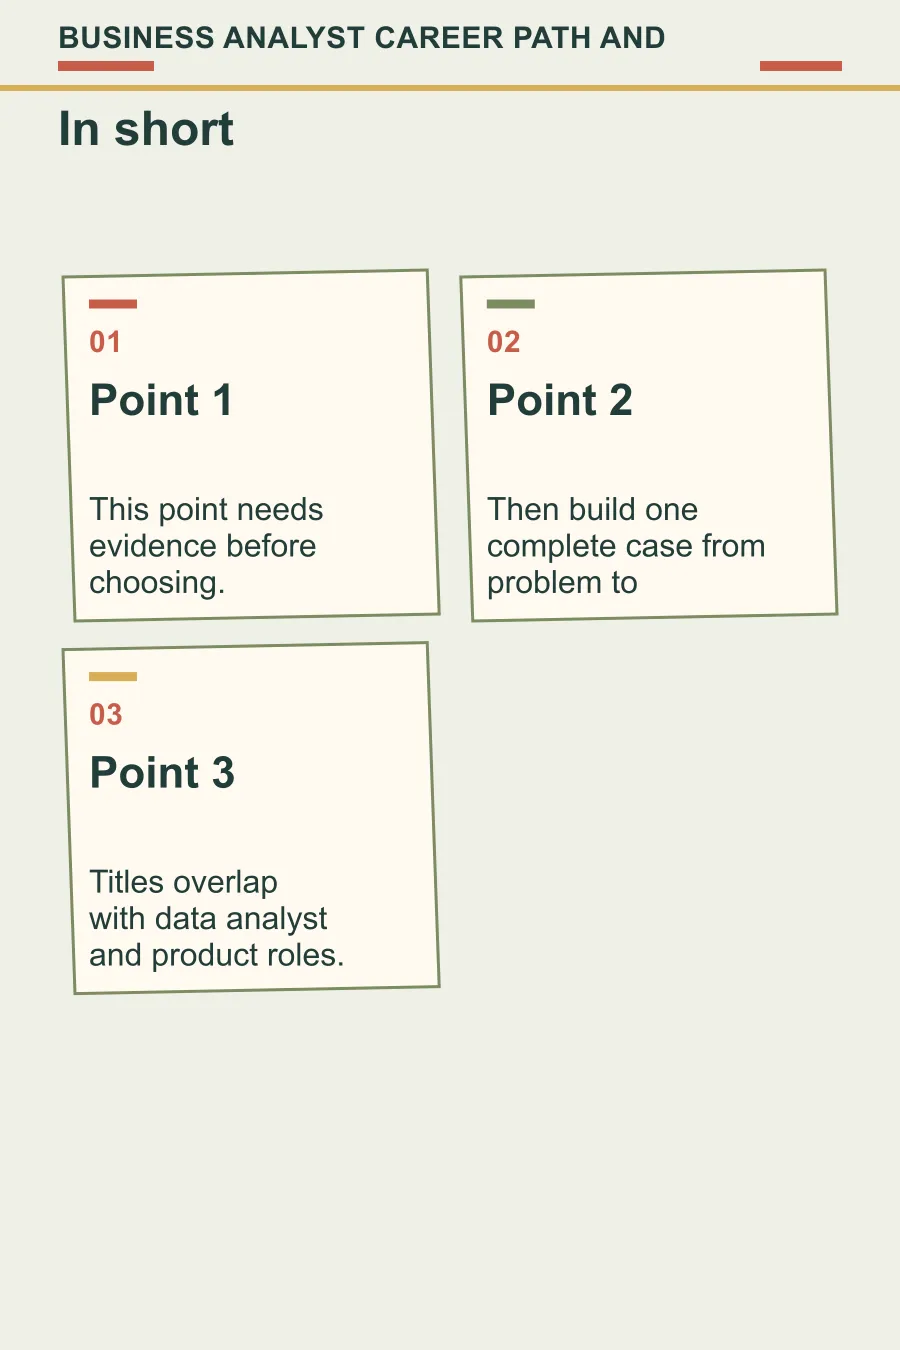 BUSINESS ANALYST CAREER PATH AND
In short
01
Point 1
This point needs
evidence before
choosing.
02
Point 2
Then build one
complete case from
problem to
03
Point 3
Titles overlap
with data analyst
and product roles.